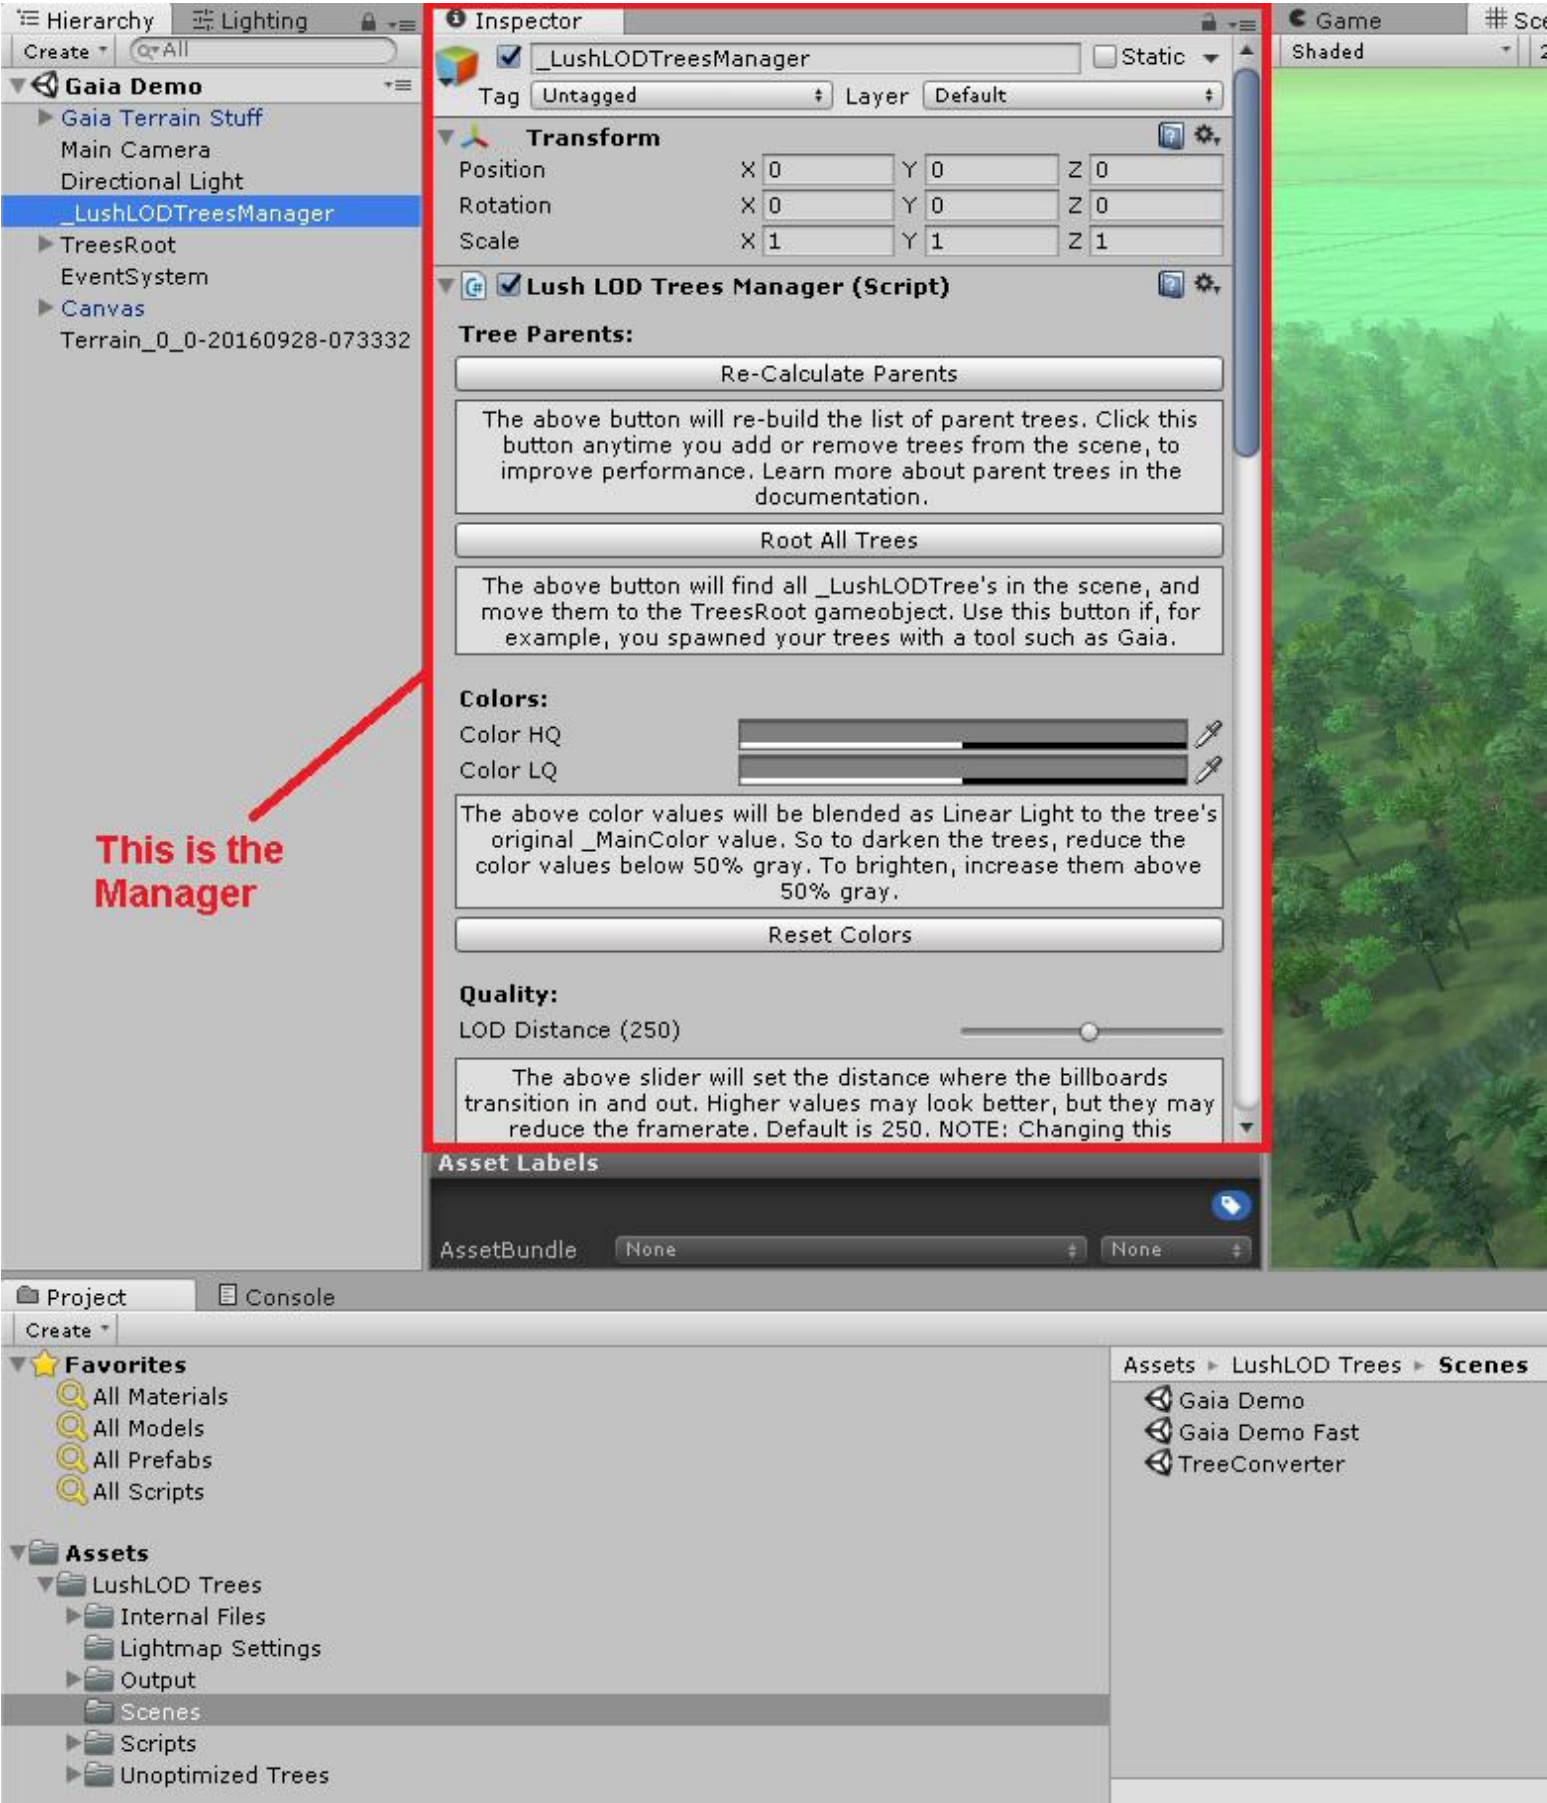 Hierarchy
Lighting
Create
All
Gaia Demo
Gaia Terrain Stuff
Main Camera
Directional Light
_LushLODTreesManager
TreesRoot
EventSystem
Canvas
Terrain_0_0-20160928-073332
This is the
Manager
Inspector
_LushLODTreesManager
Static
Tag Untagged Layer Default
Transform
Position X 0 Y 0 Z 0
Rotation X 0 Y 0 Z 0
Scale X 1 Y 1 Z 1
Lush LOD Trees Manager (Script)
Tree Parents:
Re-Calculate Parents
The above button will re-build the list of parent trees. Click this
button anytime you add or remove trees from the scene, to
improve performance. Learn more about parent trees in the
documentation.
Root All Trees
The above button will find all _LushLODTree's in the scene, and
move them to the TreesRoot gameobject. Use this button if, for
example, you spawned your trees with a tool such as Gaia.
Colors:
Color HQ
Color LQ
The above color values will be blended as Linear Light to the tree's
original _MainColor value. So to darken the trees, reduce the
color values below 50% gray. To brighten, increase them above
50% gray.
Reset Colors
Quality:
LOD Distance (250)
The above slider will set the distance where the billboards
transition in and out. Higher values may look better, but they may
reduce the framerate. Default is 250. NOTE: Changing this
Asset Labels
AssetBundle None None
Game
Sce
Shaded
2
Project
Console
Create
Favorites
All Materials
All Models
All Prefabs
All Scripts
Assets
LushLOD Trees
Internal Files
Lightmap Settings
Output
Scenes
Scripts
Unoptimized Trees
Assets LushLOD Trees Scenes
Gaia Demo
Gaia Demo Fast
TreeConverter